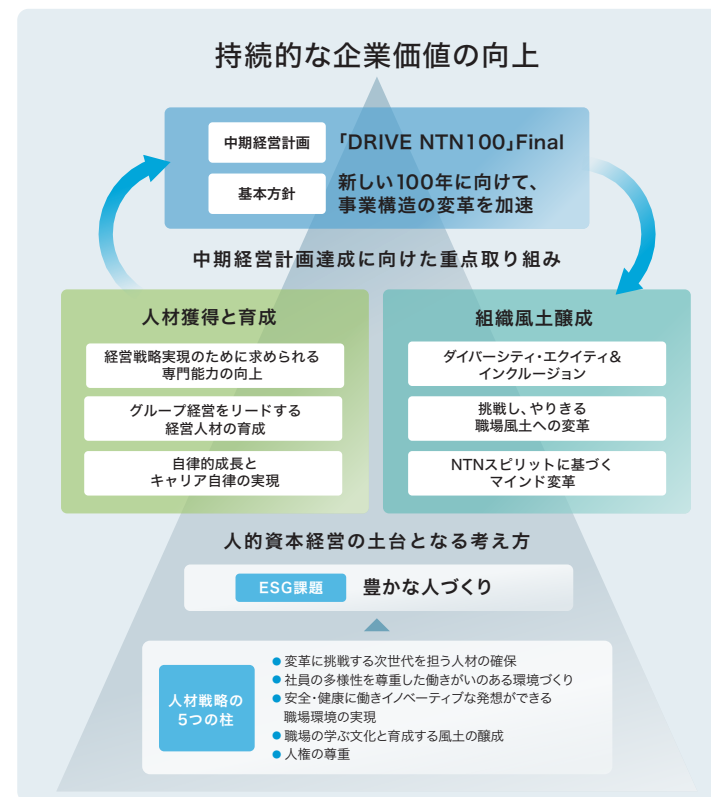 持続的な企業価値の向上
中期経営計画
「DRIVE NTN100」Final
基本方針
新しい100年に向けて、
事業構造の変革を加速
中期経営計画達成に向けた重点取り組み
人材獲得と育成
経営戦略実現のために求められる
専門能力の向上
グループ経営をリードする
経営人材の育成
自律的成長と
キャリア自律の実現
組織風土醸成
ダイバーシティ・エクイティ&
インクルージョン
挑戦し、やりきる
職場風土への変革
NTNスピリットに基づく
マインド変革
人的資本経営の土台となる考え方
ESG課題
豊かな人づくり
人材戦略の
5つの柱
●変革に挑戦する次世代を担う人材の確保
●社員の多様性を尊重した働きがいのある環境づくり
●安全・健康に働きイノベーティブな発想ができる
職場環境の実現
●職場の学ぶ文化と育成する風土の醸成
●人権の尊重